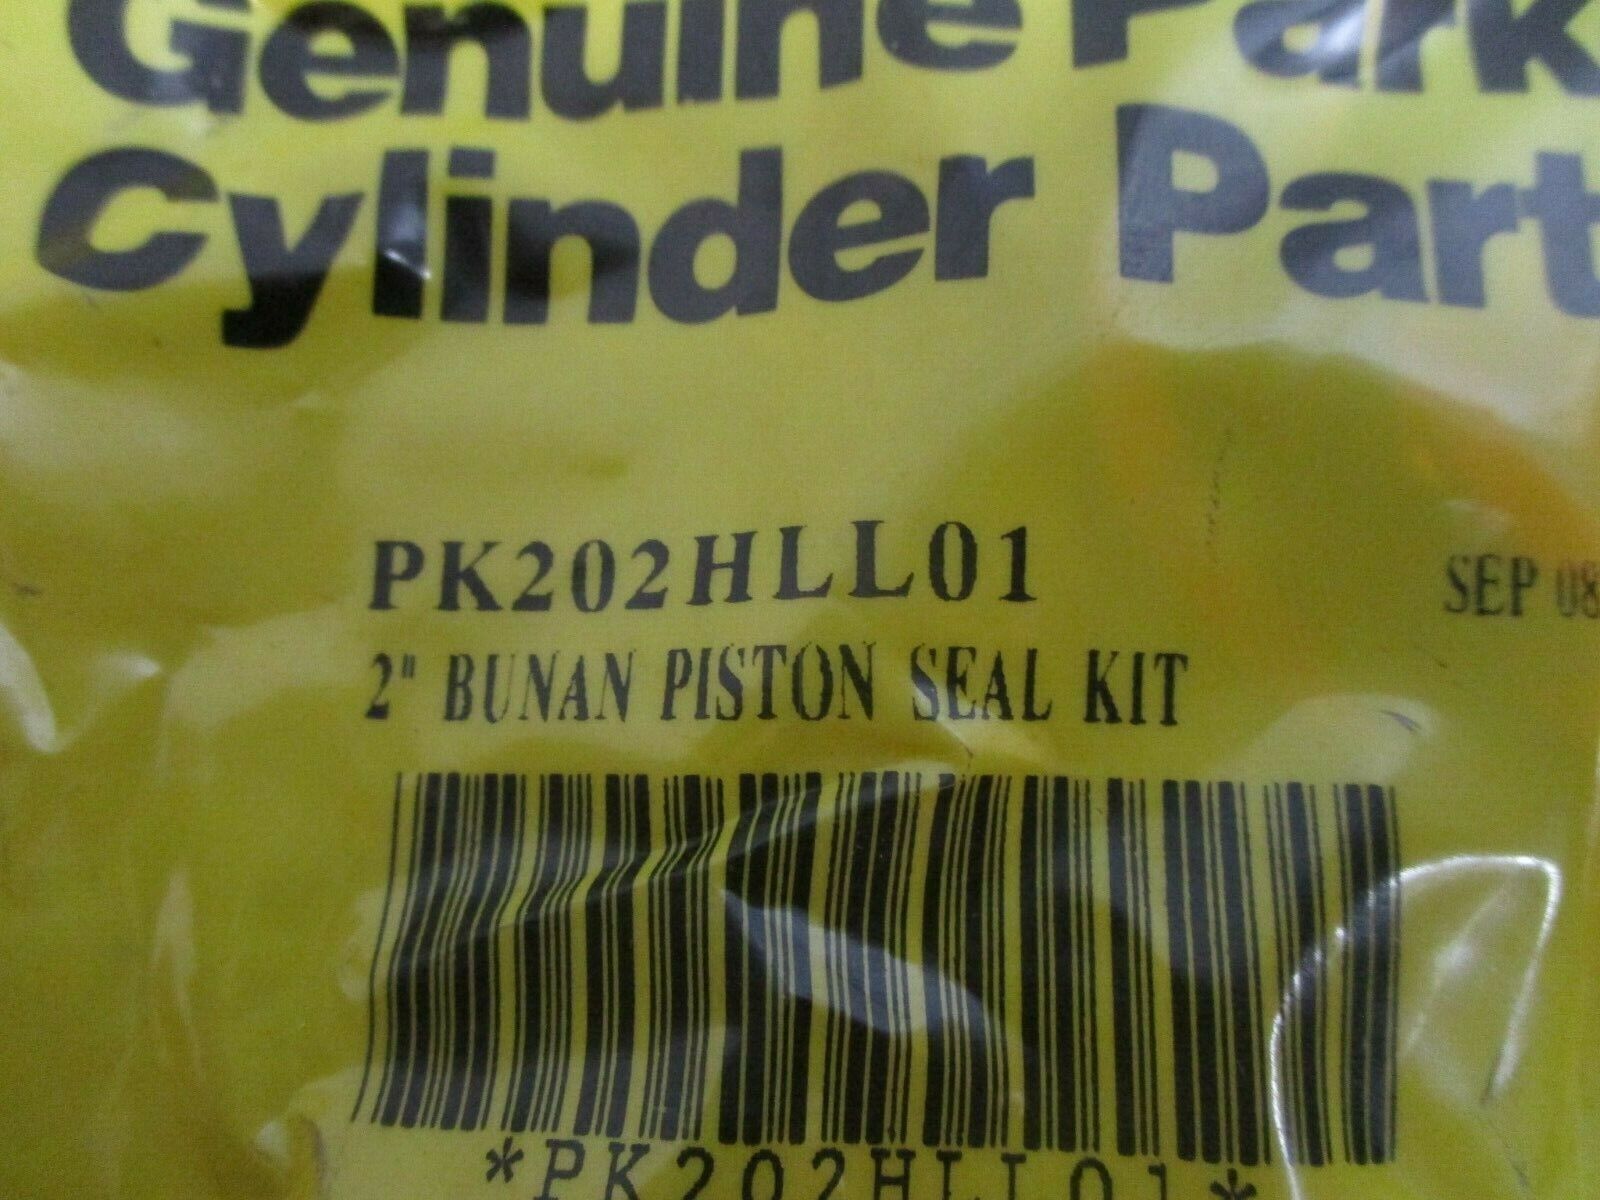 Genuine Park
Cylinder Part
PK202HLL01
SEP 08
2" BUNAN PISTON SEAL KIT
*PK202HLL01*